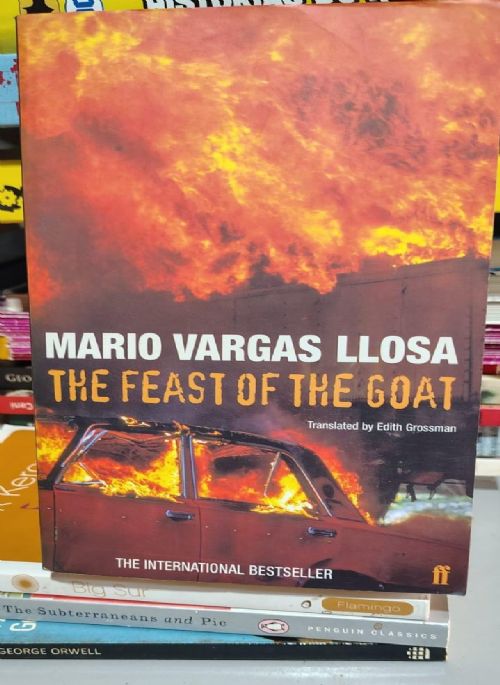 MARIO VARGAS LLOSA
THE FEAST OF THE GOAT
Translated by Edith Grossman
THE INTERNATIONAL BESTSELLER
ff
Big Sur
Flamingo
The Subterraneans and Pic
PENGUIN CLASSICS
GEORGE ORWELL